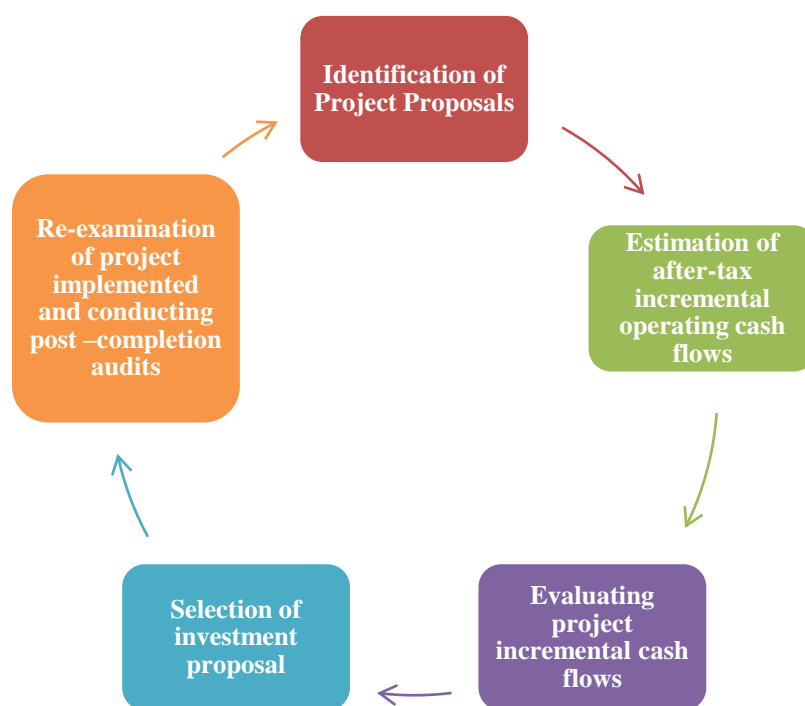 Identification of
Project Proposals
Estimation of
after-tax
incremental
operating cash
flows
Evaluating
project
incremental cash
flows
Selection of
investment
proposal
Re-examination
of project
implemented
and conducting
post –completion
audits